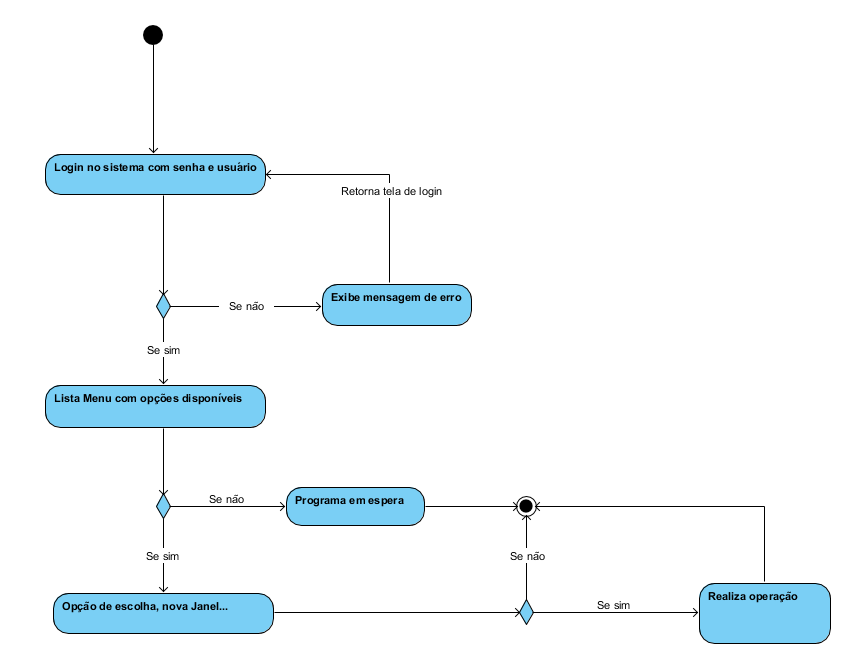 Login no sistema com senha e usuário
Retorna tela de login
Se não
Exibe mensagem de erro
Se sim
Lista Menu com opções disponíveis
Se não
Programa em espera
Se sim
Se não
Opção de escolha, nova Janel...
Se sim
Realiza operação